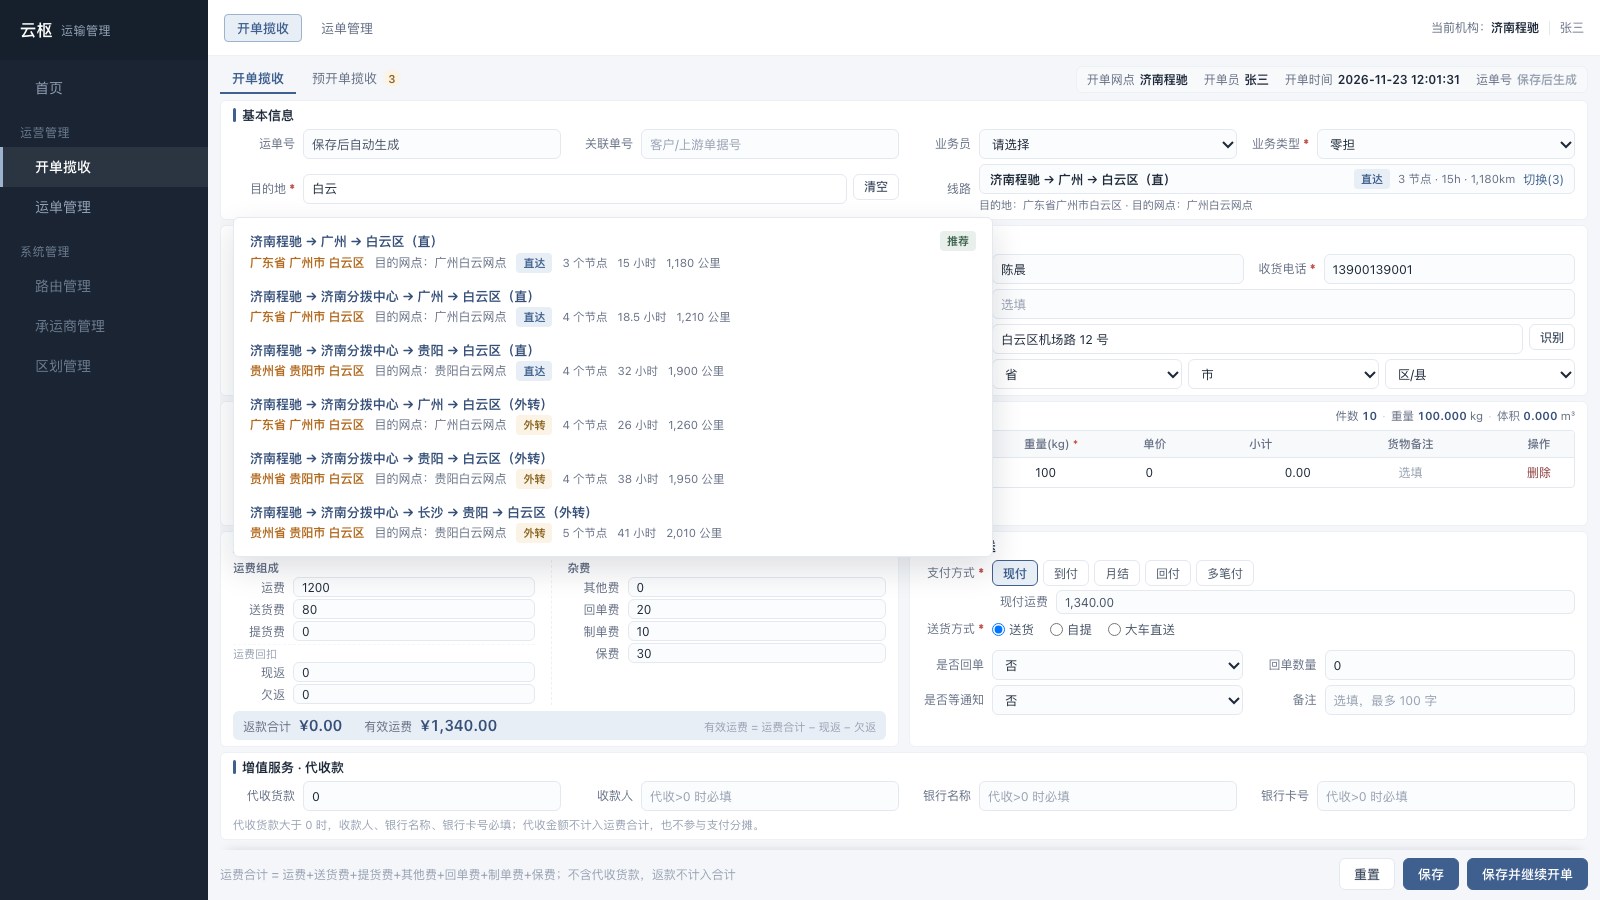 云枢 运输管理
首页
运营管理
开单揽收
运单管理
系统管理
路由管理
承运商管理
区划管理
开单揽收 运单管理
当前机构：济南程驰 张三
开单揽收 预开单揽收 3
开单网点 济南程驰 开单员 张三 开单时间 2026-11-23 12:01:31 运单号 保存后生成
基本信息
运单号 保存后自动生成 关联单号 客户/上游单据号 业务员 请选择 业务类型 * 零担
目的地 * 白云 清空 线路 济南程驰 → 广州 → 白云区（直） 直达 3 节点 · 15h · 1,180km 切换(3)
目的地：广东省广州市白云区 · 目的网点：广州白云网点
济南程驰 → 广州 → 白云区（直） 推荐
广东省 广州市 白云区 目的网点：广州白云网点 直达 3 个节点 15 小时 1,180 公里
济南程驰 → 济南分拨中心 → 广州 → 白云区（直）
广东省 广州市 白云区 目的网点：广州白云网点 直达 4 个节点 18.5 小时 1,210 公里
济南程驰 → 济南分拨中心 → 贵阳 → 白云区（直）
贵州省 贵阳市 白云区 目的网点：贵阳白云网点 直达 4 个节点 32 小时 1,900 公里
济南程驰 → 济南分拨中心 → 广州 → 白云区（外转）
广东省 广州市 白云区 目的网点：广州白云网点 外转 4 个节点 26 小时 1,260 公里
济南程驰 → 济南分拨中心 → 贵阳 → 白云区（外转）
贵州省 贵阳市 白云区 目的网点：贵阳白云网点 外转 4 个节点 38 小时 1,950 公里
济南程驰 → 济南分拨中心 → 长沙 → 贵阳 → 白云区（外转）
贵州省 贵阳市 白云区 目的网点：贵阳白云网点 外转 5 个节点 41 小时 2,010 公里
陈晨 收货电话 * 13900139001
选填
白云区机场路 12 号 识别
省 市 区/县
件数 10 · 重量 100.000 kg · 体积 0.000 m³
重量(kg) * 单价 小计 货物备注 操作
100 0 0.00 选填 删除
运费组成 杂费
运费 1200 其他费 0
送货费 80 回单费 20
提货费 0 制单费 10
运费回扣 保费 30
现返 0
欠返 0
返款合计 ¥0.00 有效运费 ¥1,340.00 有效运费 = 运费合计 − 现返 − 欠返
支付方式 * 现付 到付 月结 回付 多笔付
现付运费 1,340.00
送货方式 * 送货 自提 大车直送
是否回单 否 回单数量 0
是否等通知 否 备注 选填，最多 100 字
增值服务 · 代收款
代收货款 0 收款人 代收>0 时必填 银行名称 代收>0 时必填 银行卡号 代收>0 时必填
代收货款大于 0 时，收款人、银行名称、银行卡号必填；代收金额不计入运费合计，也不参与支付分摊。
运费合计 = 运费+送货费+提货费+其他费+回单费+制单费+保费；不含代收货款，返款不计入合计
重置 保存 保存并继续开单